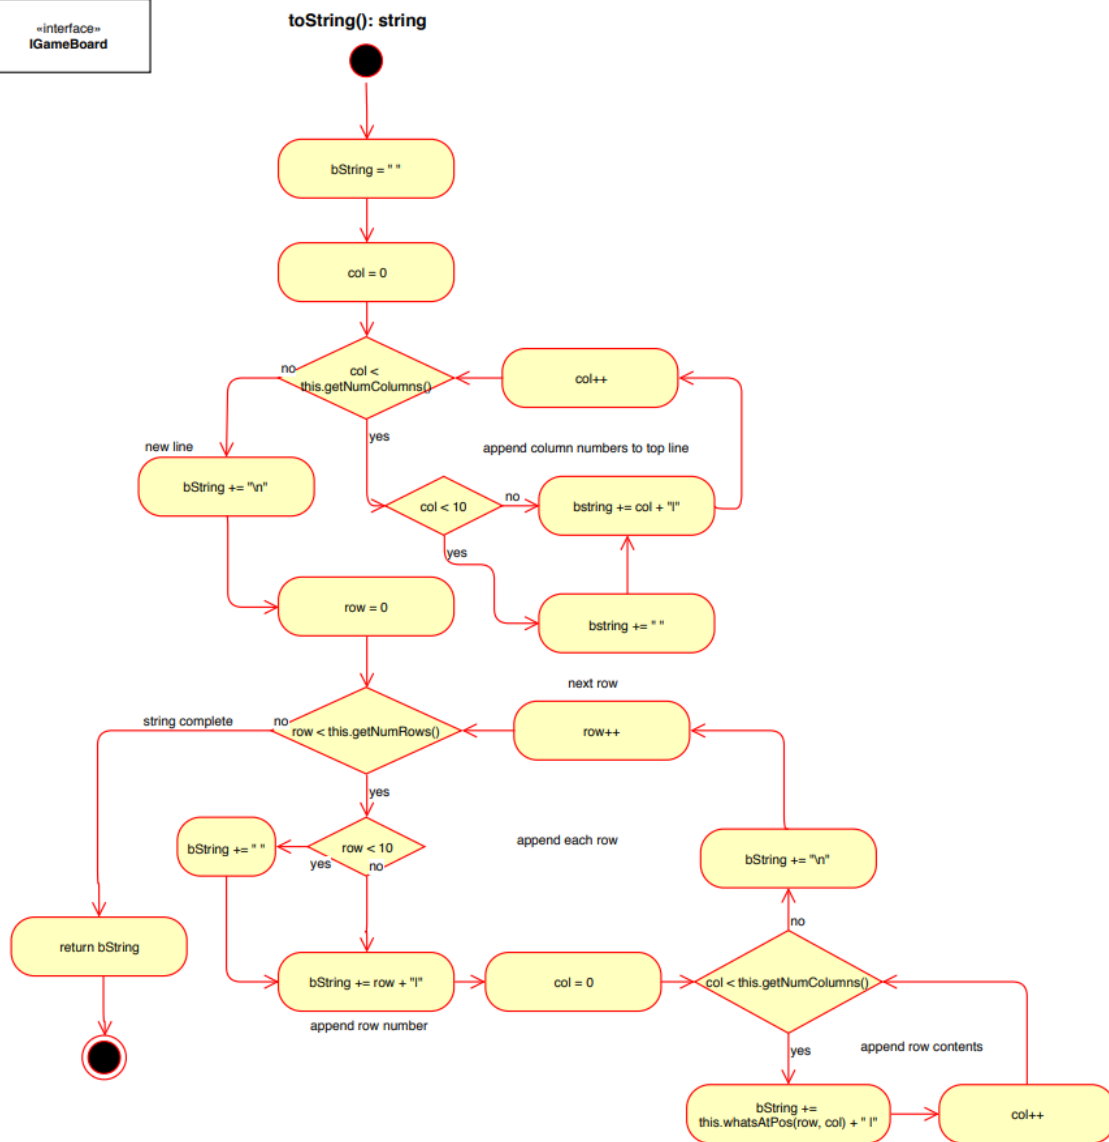 «interface»
IGameBoard
toString(): string
bString = " "
col = 0
col <
this.getNumColumns()
no
yes
col++
append column numbers to top line
new line
bString += "\n"
col < 10
no
yes
bstring += col + "l"
bstring += " "
row = 0
next row
row < this.getNumRows()
no
yes
string complete
row++
row < 10
yes
no
bString += " "
append each row
bString += "\n"
return bString
bString += row + "l"
append row number
col = 0
col < this.getNumColumns()
no
yes
append row contents
bString +=
this.whatsAtPos(row, col) + " l"
col++